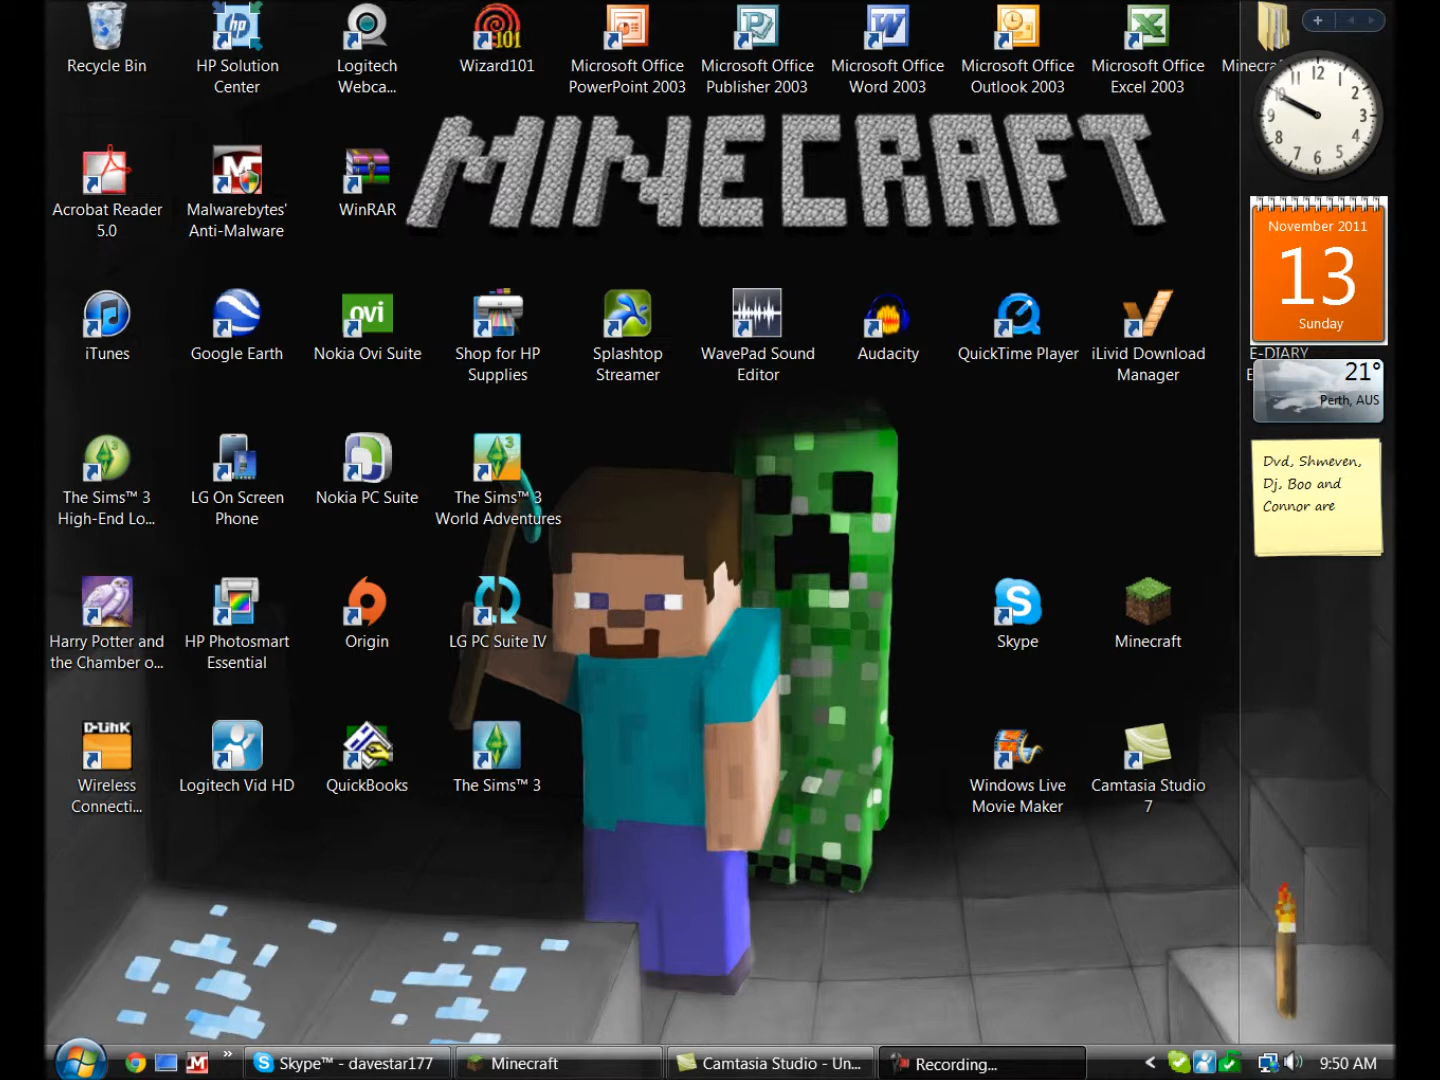 Recycle Bin
HP Solution
Center
Logitech
Webca...
Wizard101
Microsoft Office
PowerPoint 2003
Microsoft Office
Publisher 2003
Microsoft Office
Word 2003
Microsoft Office
Outlook 2003
Microsoft Office
Excel 2003
Minecra
MINECRAFT
Acrobat Reader
5.0
Malwarebytes'
Anti-Malware
WinRAR
November 2011
13
Sunday
iTunes
Google Earth
Nokia Ovi Suite
Shop for HP
Supplies
Splashtop
Streamer
WavePad Sound
Editor
Audacity
QuickTime Player
iLivid Download
Manager
E-DIARY
21°
Perth, AUS
The Sims™ 3
High-End Lo...
LG On Screen
Phone
Nokia PC Suite
The Sims™ 3
World Adventures
Dvd, Shmeven,
Dj, Boo and
Connor are
Harry Potter and
the Chamber o...
HP Photosmart
Essential
Origin
LG PC Suite IV
Skype
Minecraft
D-Link
Wireless
Connecti...
Logitech Vid HD
QuickBooks
The Sims™ 3
Windows Live
Movie Maker
Camtasia Studio
7
Skype™ - davestar177
Minecraft
Camtasia Studio - Un...
Recording...
9:50 AM